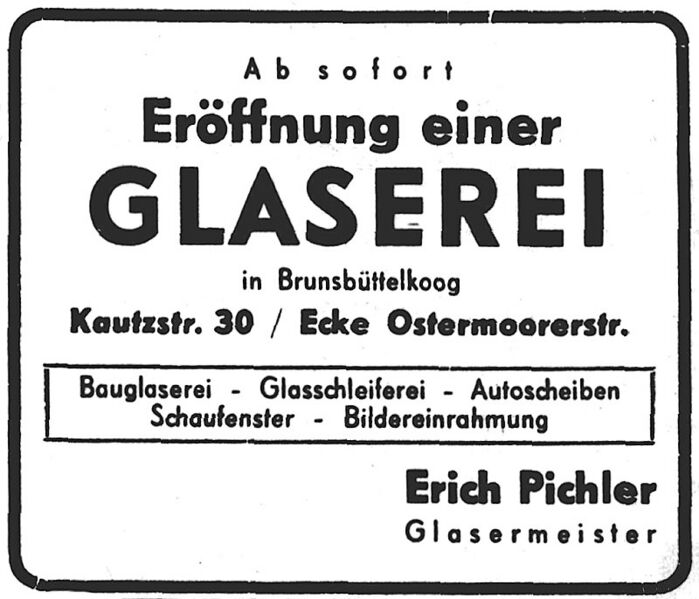 Ab sofort
Eröffnung einer
GLASEREI
in Brunsbüttelkoog
Kautzstr. 30 / Ecke Ostermoorerstr.
Bauglaserei - Glasschleiferei - Autoscheiben
Schaufenster - Bildereinrahmung
Erich Pichler
Glasermeister